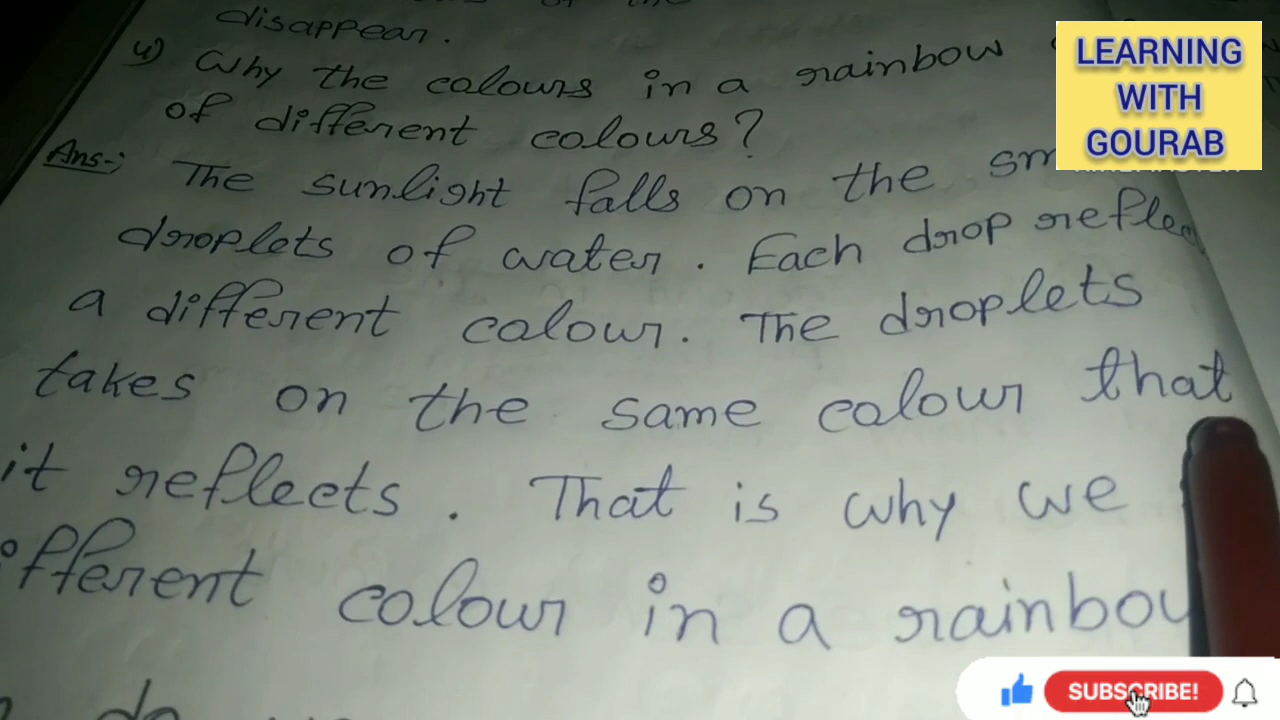 disappear.
4) Why the colours in a rainbow
of different colours?
Ans-:
The sunlight falls on the
droplets of water. Each drop
a different colour. The droplets
takes on the same colour that
it reflects. That is why we
colour in a rainbow
LEARNING
WITH
GOURAB
SUBSCRIBE!